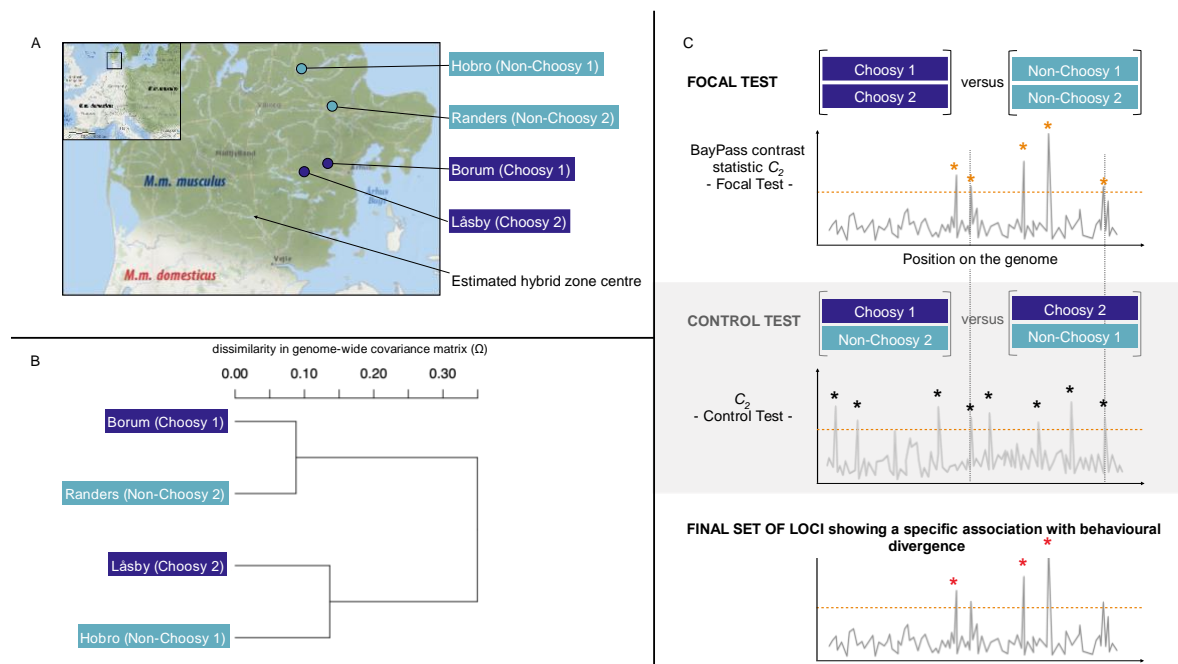 A
Hobro (Non-Choosy 1)
Randers (Non-Choosy 2)
Borum (Choosy 1)
Låsby (Choosy 2)
M.m. musculus
M.m. domesticus
Vejle
Estimated hybrid zone centre
B
dissimilarity in genome-wide covariance matrix (Ω)
0.00 0.10 0.20 0.30
Borum (Choosy 1)
Randers (Non-Choosy 2)
Låsby (Choosy 2)
Hobro (Non-Choosy 1)
C
FOCAL TEST
Choosy 1
Choosy 2
versus
Non-Choosy 1
Non-Choosy 2
BayPass contrast
statistic C2
- Focal Test -
* * * * *
Position on the genome
CONTROL TEST
Choosy 1
Non-Choosy 2
versus
Choosy 2
Non-Choosy 1
C2
- Control Test -
* * * * * * * *
FINAL SET OF LOCI showing a specific association with behavioural
divergence
* * *